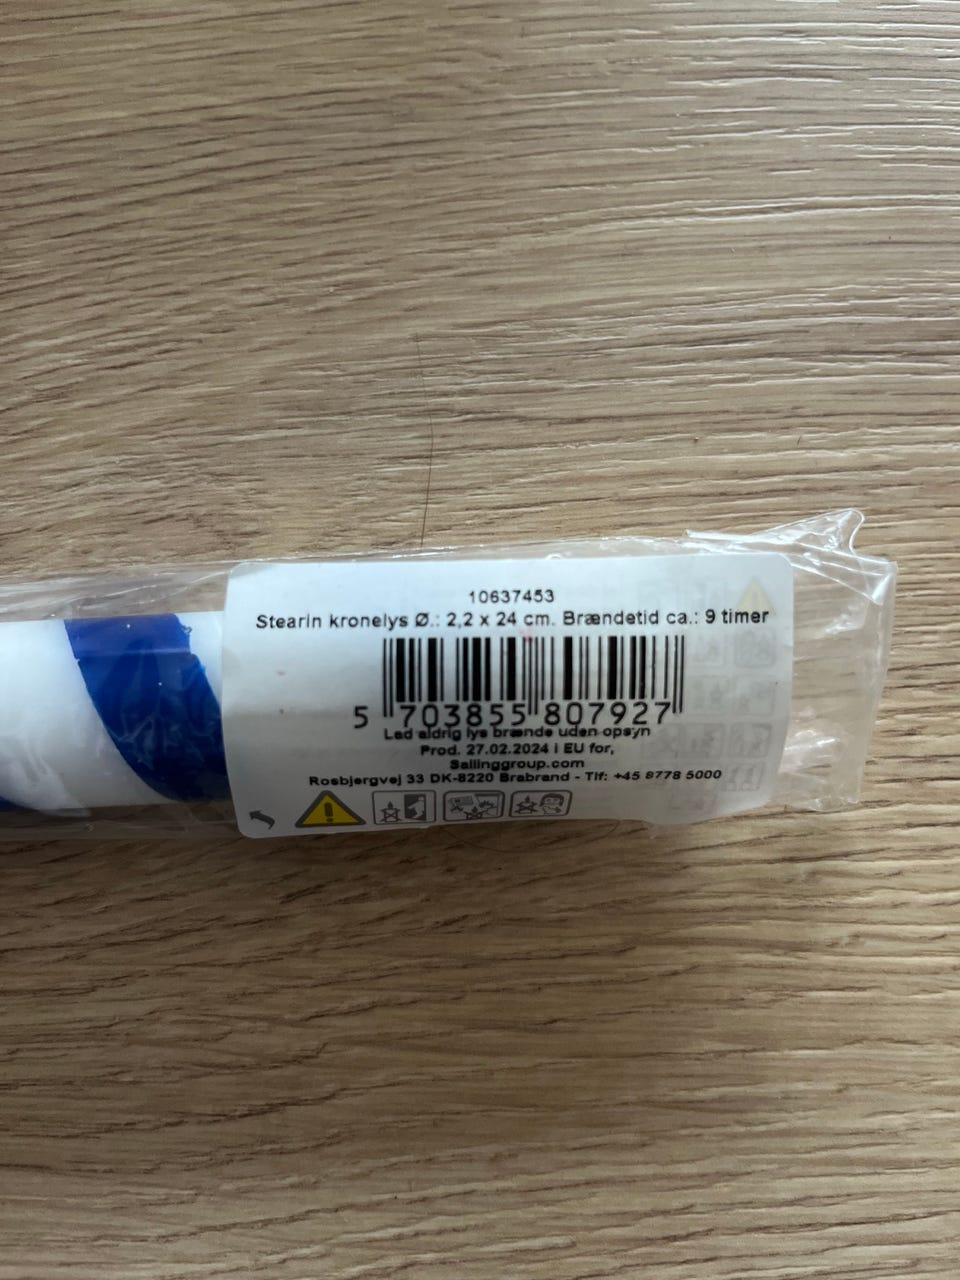 10637453
Stearin kronelys Ø.: 2,2 x 24 cm. Brændetid ca.: 9 timer
5 703855 807927
Lad aldrig lys brænde uden opsyn
Prod. 27.02.2024 i EU for,
Sallinggroup.com
Rosbjergvej 33 DK-8220 Brabrand - Tlf: +45 8778 5000